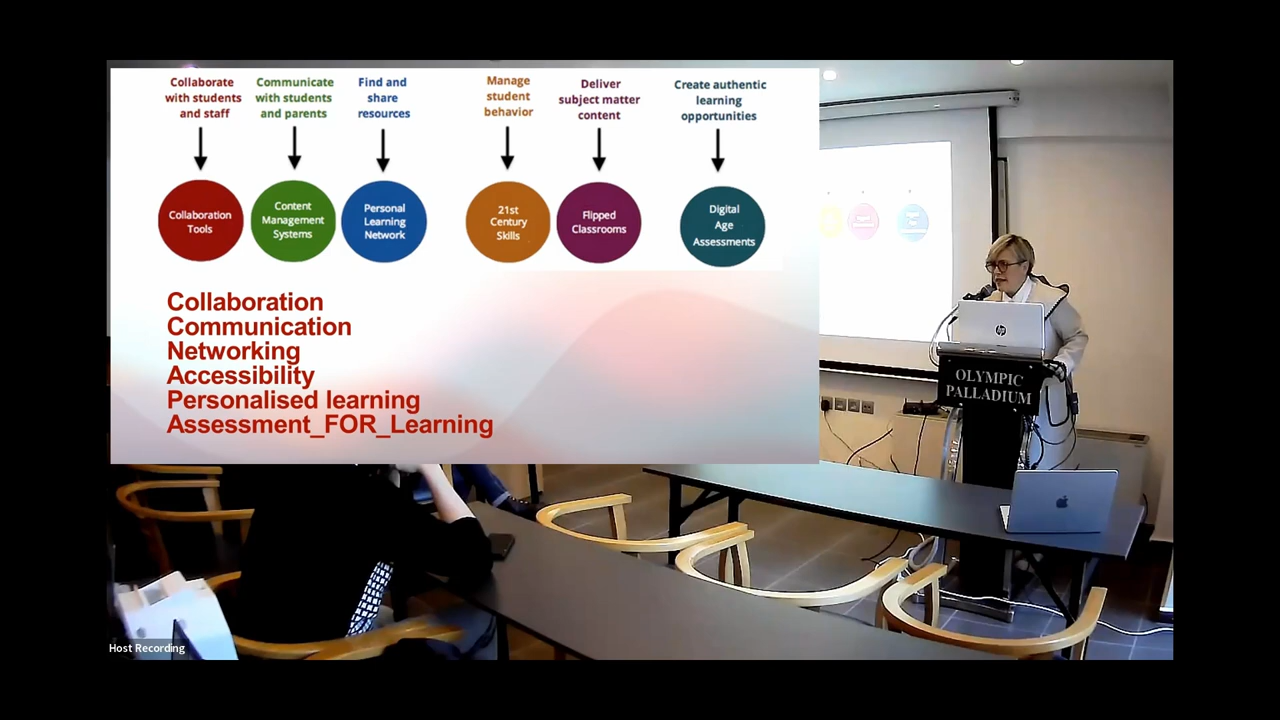 Collaborate
with students
and staff
Communicate
with students
and parents
Find and
share
resources
Manage
student
behavior
Deliver
subject matter
content
Create authentic
learning
opportunities
Collaboration
Tools
Content
Management
Systems
Personal
Learning
Network
21st
Century
Skills
Flipped
Classrooms
Digital
Age
Assessments
Collaboration
Communication
Networking
Accessibility
Personalised learning
Assessment_FOR_Learning
hp
OLYMPIC
PALLADIUM
Host Recording